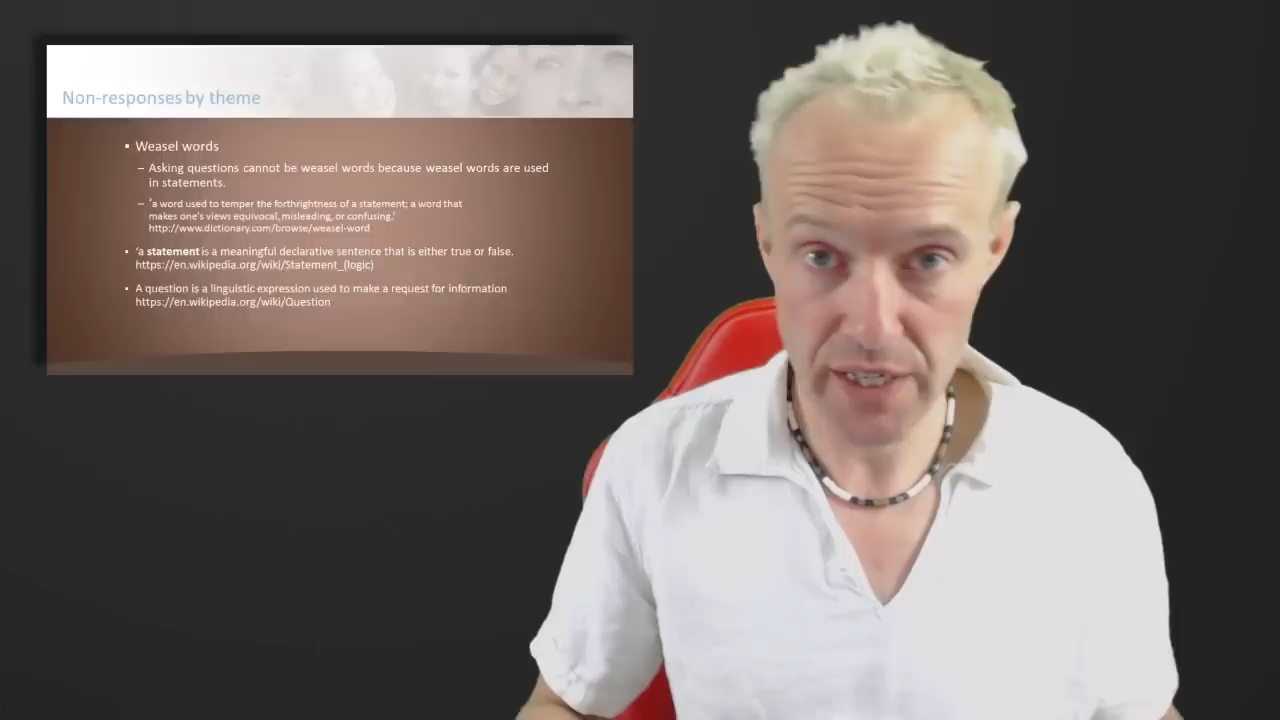 Non-responses by theme
▪ Weasel words
– Asking questions cannot be weasel words because weasel words are used
in statements.
– 'a word used to temper the forthrightness of a statement; a word that
makes one's views equivocal, misleading, or confusing,'
http://www.dictionary.com/browse/weasel-word
▪ 'a statement is a meaningful declarative sentence that is either true or false.
https://en.wikipedia.org/wiki/Statement_(logic)
▪ A question is a linguistic expression used to make a request for information
https://en.wikipedia.org/wiki/Question